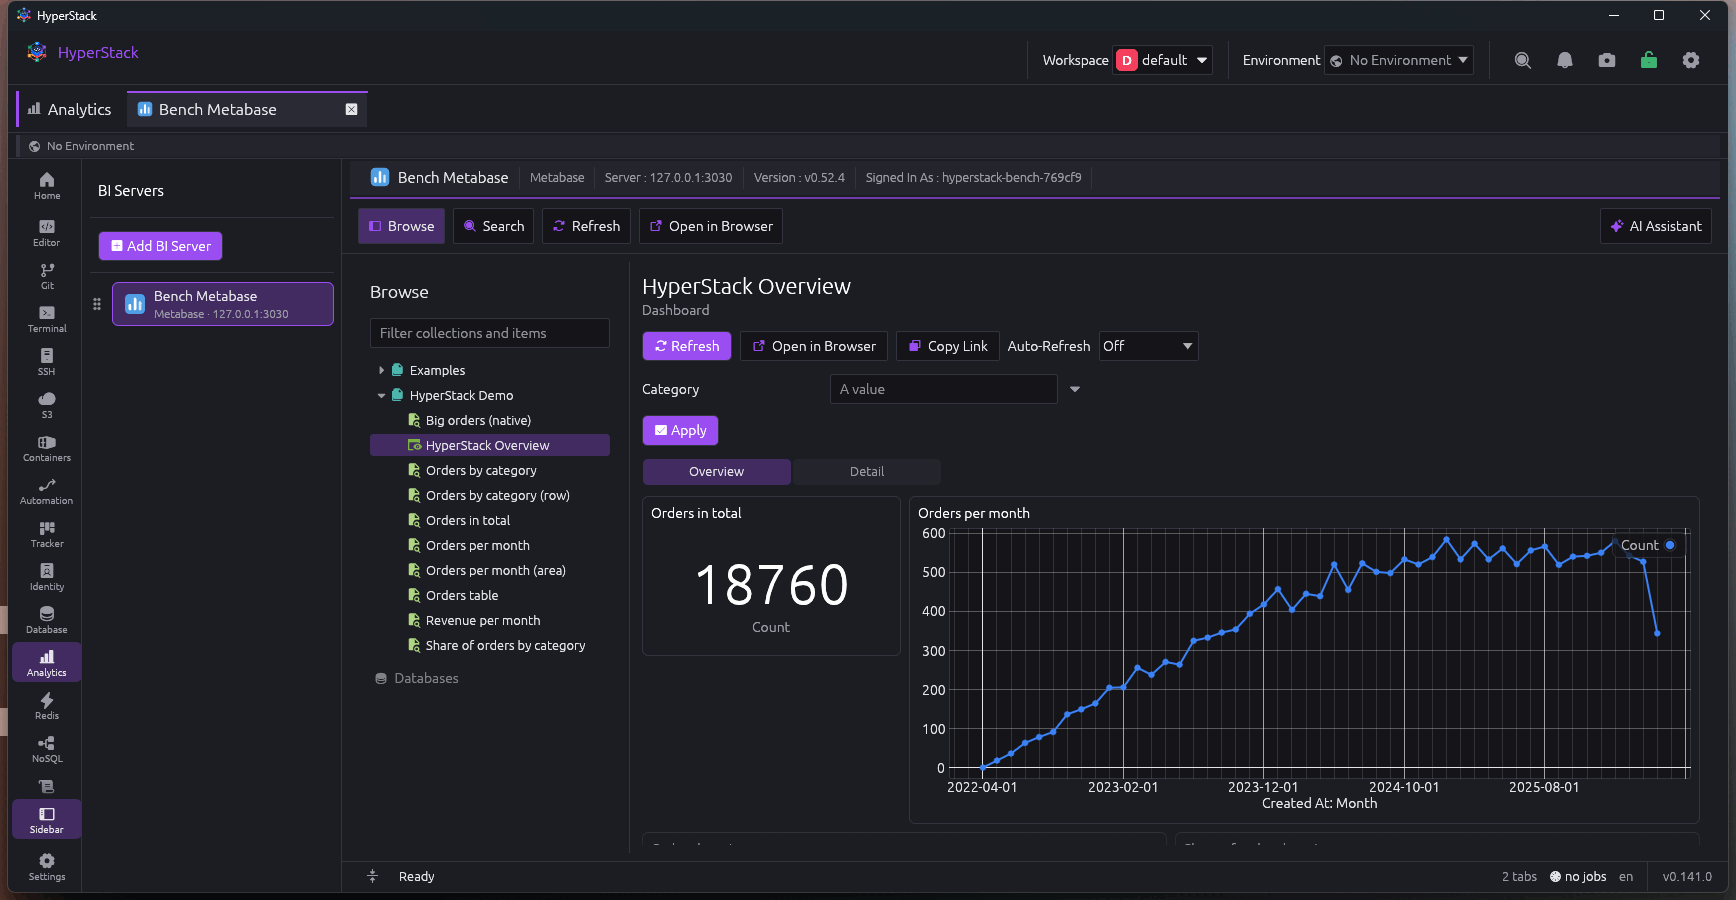 HyperStack
HyperStack
Workspace D default
Environment No Environment
Analytics
Bench Metabase
No Environment
Home
Editor
Git
Terminal
SSH
S3
Containers
Automation
Tracker
Identity
Database
Analytics
Redis
NoSQL
Sidebar
Settings
BI Servers
Add BI Server
Bench Metabase
Metabase · 127.0.0.1:3030
Bench Metabase
Metabase
Server : 127.0.0.1:3030
Version : v0.52.4
Signed In As : hyperstack-bench-769cf9
Browse
Search
Refresh
Open in Browser
AI Assistant
Browse
Filter collections and items
Examples
HyperStack Demo
Big orders (native)
HyperStack Overview
Orders by category
Orders by category (row)
Orders in total
Orders per month
Orders per month (area)
Orders table
Revenue per month
Share of orders by category
Databases
HyperStack Overview
Dashboard
Refresh
Open in Browser
Copy Link
Auto-Refresh
Off
Category
A value
Apply
Overview
Detail
Orders in total
18760
Count
Orders per month
600
500
400
300
200
100
0
Count
2022-04-01
2023-02-01
2023-12-01
2024-10-01
2025-08-01
Created At: Month
Ready
2 tabs
no jobs
en
v0.141.0